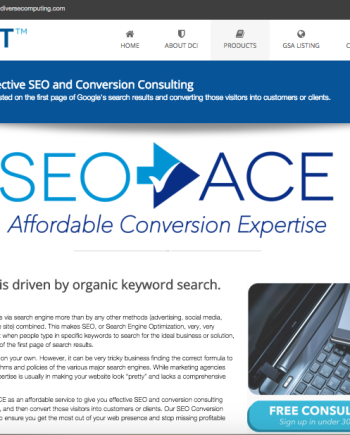 diversecomputing.com
T™
HOME
ABOUT DCI
PRODUCTS
GSA LISTING
C
ective SEO and Conversion Consulting
sted on the first page of Google's search results and converting those visitors into customers or clients.
SEO ACE
Affordable Conversion Expertise
is driven by organic keyword search.
s via search engine more than by any other methods (advertising, social media,
e site) combined. This makes SEO, or Search Engine Optimization, very, very
t when people type in specific keywords to search for the ideal business or solution,
of the first page of search results.
on your own. However, it can be very tricky business finding the correct formula to
thms and policies of the various major search engines. While marketing agencies
pertise is usually in making your website look "pretty" and lacks a comprehensive
CE as an affordable service to give you effective SEO and conversion consulting
, and then convert those visitors into customers or clients. Our SEO Conversion
o ensure you get the most out of your web presence and stop missing profitable
FREE CONSUL
Sign up in under 30